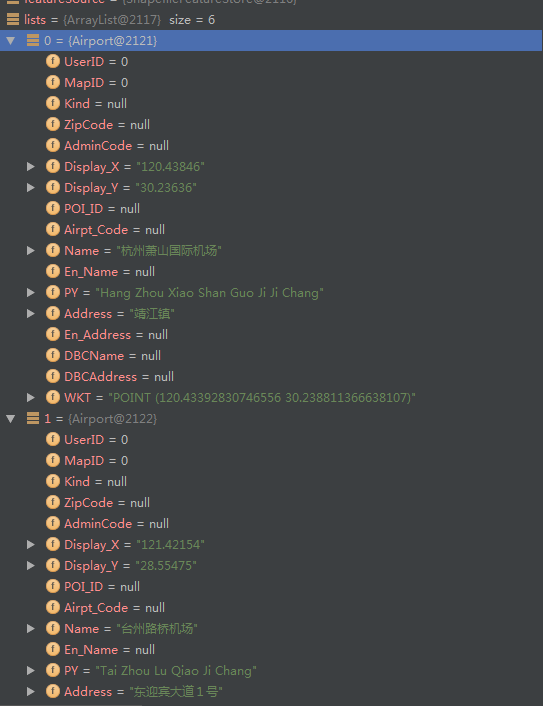 lists = {ArrayList@2117} size = 6
0 = {Airport@2121}
f UserID = 0
f MapID = 0
f Kind = null
f ZipCode = null
f AdminCode = null
f Display_X = "120.43846"
f Display_Y = "30.23636"
f POI_ID = null
f Airpt_Code = null
f Name = "杭州萧山国际机场"
f En_Name = null
f PY = "Hang Zhou Xiao Shan Guo Ji Ji Chang"
f Address = "靖江镇"
f En_Address = null
f DBCName = null
f DBCAddress = null
f WKT = "POINT (120.43392830746556 30.238811366638107)"
1 = {Airport@2122}
f UserID = 0
f MapID = 0
f Kind = null
f ZipCode = null
f AdminCode = null
f Display_X = "121.42154"
f Display_Y = "28.55475"
f POI_ID = null
f Airpt_Code = null
f Name = "台州路桥机场"
f En_Name = null
f PY = "Tai Zhou Lu Qiao Ji Chang"
f Address = "东迎宾大道１号"